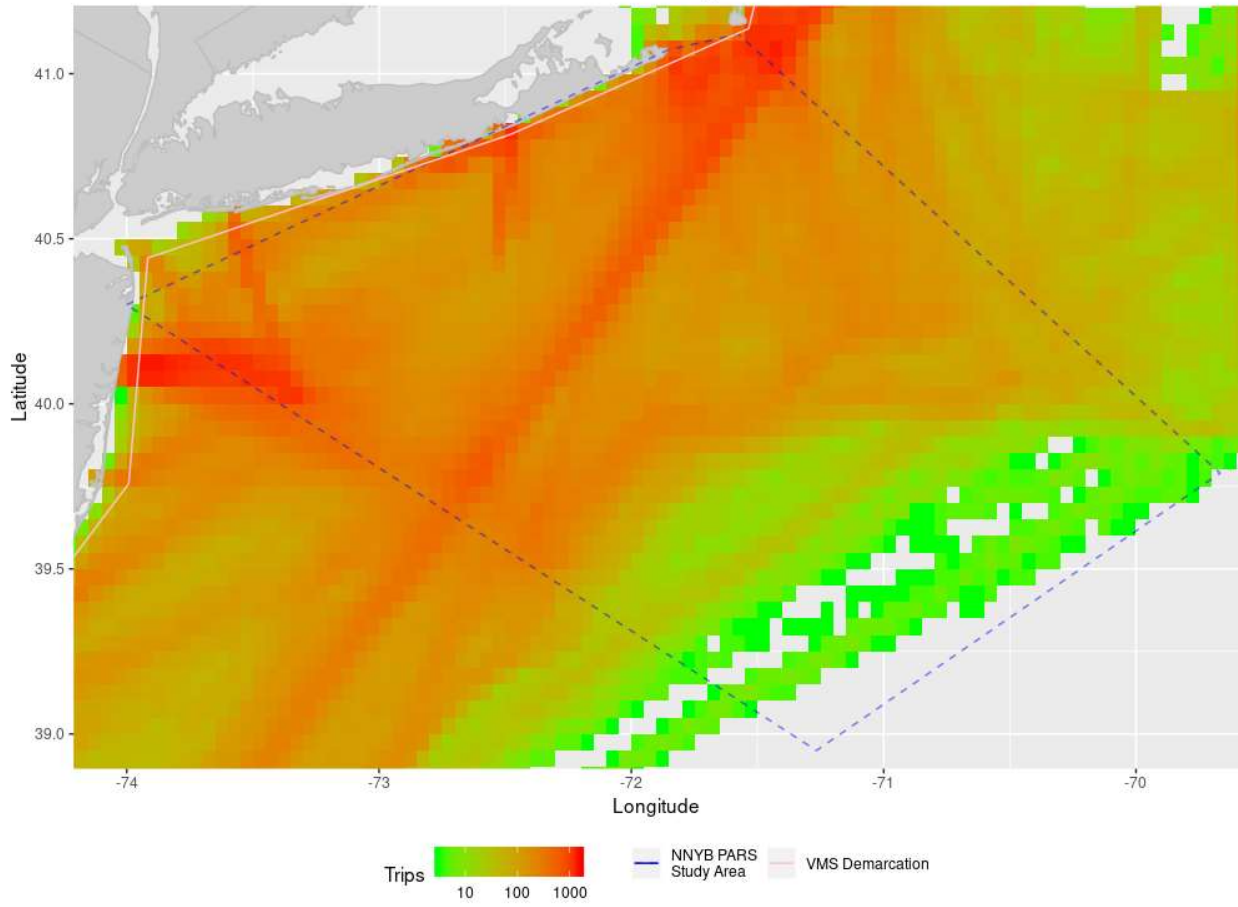 41.0
40.5
40.0
39.5
39.0
Latitude
-74
-73
-72
-71
-70
Longitude
Trips
10
100
1000
NNYB PARS
Study Area
VMS Demarcation